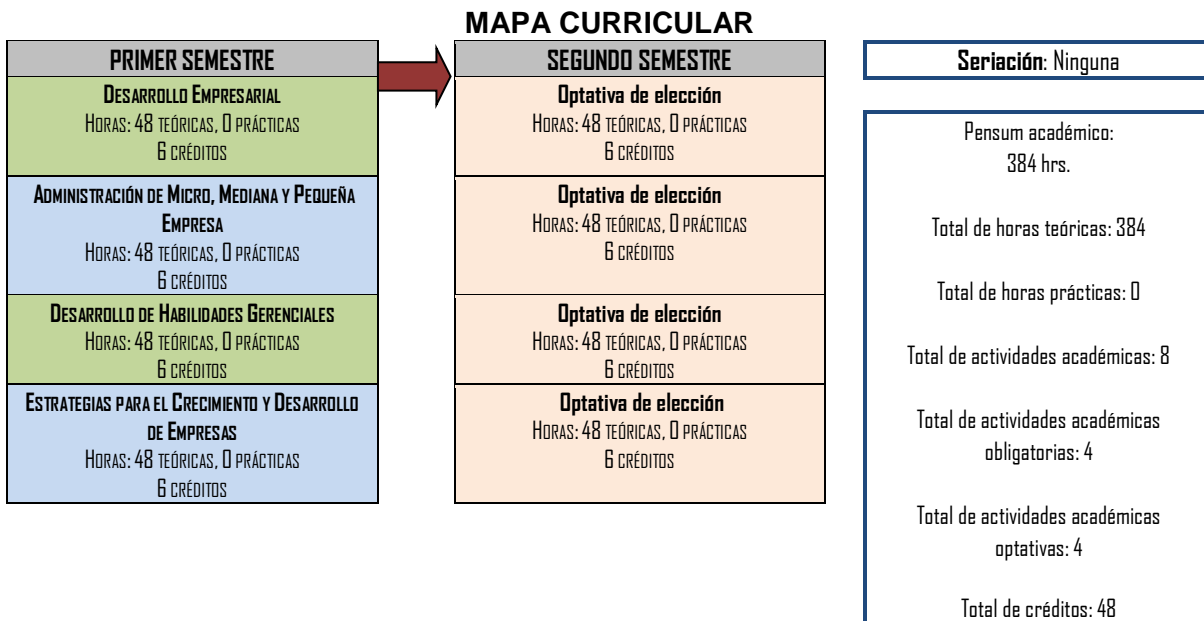 MAPA CURRICULAR
PRIMER SEMESTRE
DESARROLLO EMPRESARIAL
HORAS: 48 TEÓRICAS, 0 PRÁCTICAS
6 CRÉDITOS
ADMINISTRACIÓN DE MICRO, MEDIANA Y PEQUEÑA
EMPRESA
HORAS: 48 TEÓRICAS, 0 PRÁCTICAS
6 CRÉDITOS
DESARROLLO DE HABILIDADES GERENCIALES
HORAS: 48 TEÓRICAS, 0 PRÁCTICAS
6 CRÉDITOS
ESTRATEGIAS PARA EL CRECIMIENTO Y DESARROLLO
DE EMPRESAS
HORAS: 48 TEÓRICAS, 0 PRÁCTICAS
6 CRÉDITOS
SEGUNDO SEMESTRE
Optativa de elección
HORAS: 48 TEÓRICAS, 0 PRÁCTICAS
6 CRÉDITOS
Optativa de elección
HORAS: 48 TEÓRICAS, 0 PRÁCTICAS
6 CRÉDITOS
Optativa de elección
HORAS: 48 TEÓRICAS, 0 PRÁCTICAS
6 CRÉDITOS
Optativa de elección
HORAS: 48 TEÓRICAS, 0 PRÁCTICAS
6 CRÉDITOS
Seriación: Ninguna
Pensum académico:
384 hrs.
Total de horas teóricas: 384
Total de horas prácticas: 0
Total de actividades académicas: 8
Total de actividades académicas
obligatorias: 4
Total de actividades académicas
optativas: 4
Total de créditos: 48